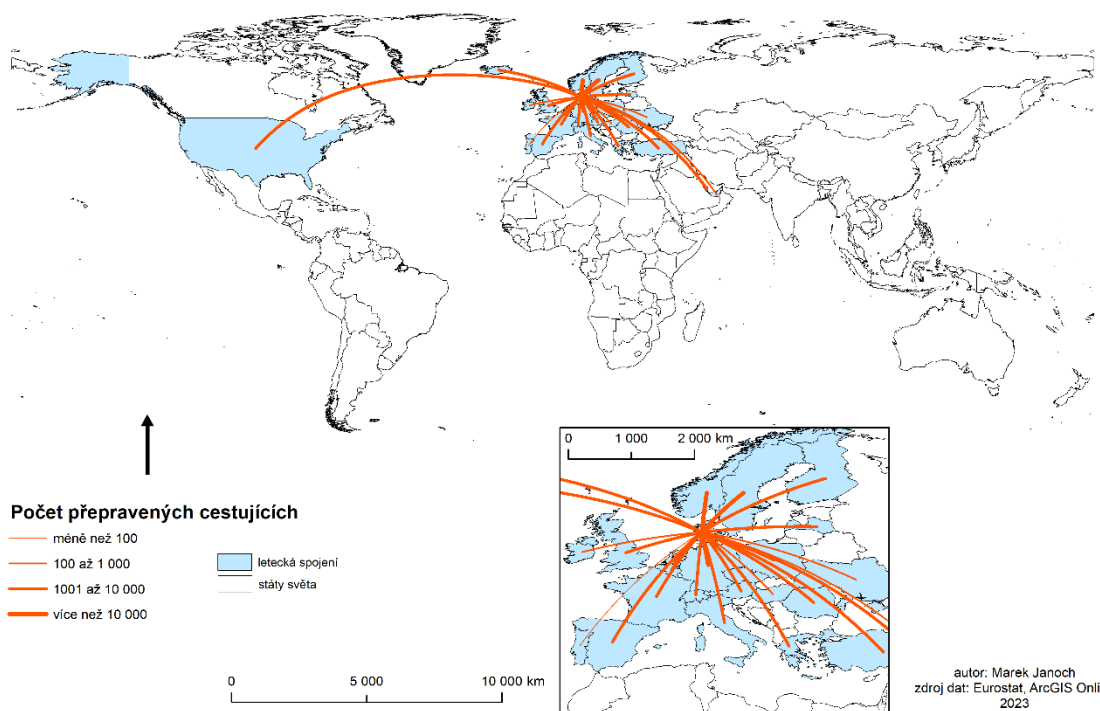 0 1 000 2 000 km
Počet přepravených cestujících
méně než 100
100 až 1 000
1001 až 10 000
více než 10 000
letecká spojení
státy světa
0 5 000 10 000 km
autor: Marek Janoch
zdroj dat: Eurostat, ArcGIS Onli
2023